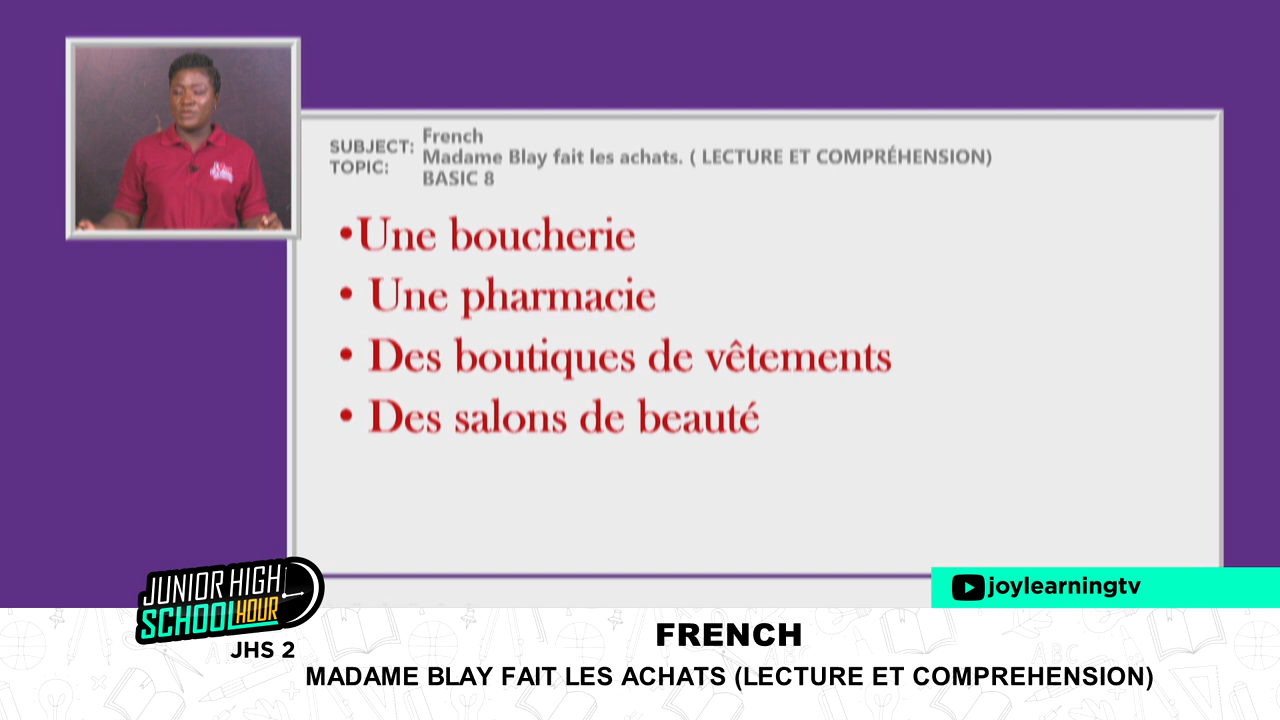 SUBJECT: French
TOPIC: Madame Blay fait les achats. ( LECTURE ET COMPRÉHENSION)
BASIC 8
•Une boucherie
• Une pharmacie
• Des boutiques de vêtements
• Des salons de beauté
JUNIOR HIGH
SCHOOL HOUR
JHS 2
joylearningtv
FRENCH
MADAME BLAY FAIT LES ACHATS (LECTURE ET COMPREHENSION)